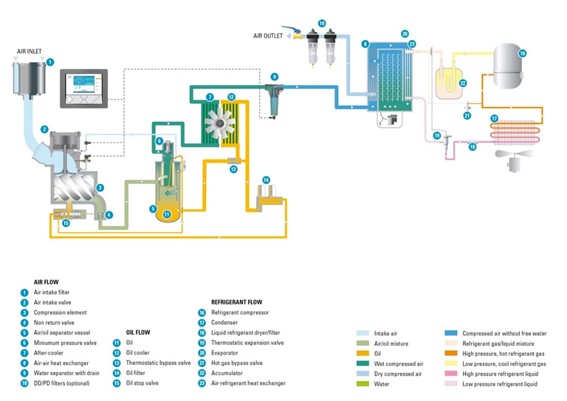 AIR OUTLET
AIR INLET
AIR FLOW
1 Air intake filter
2 Air intake valve
3 Compression element
4 Non return valve
5 Air/oil separator vessel
6 Minimium pressure valve
7 After-cooler
8 Air-air heat exchanger
9 Water separator with drain
10 DD/PD filters (optional)
OIL FLOW
11 Oil
12 Oil cooler
13 Thermostatic bypass valve
14 Oil filter
15 Oil stop valve
REFRIGERANT FLOW
16 Refrigerant compressor
17 Condenser
18 Liquid refrigerant dryer/filter
19 Thermostatic expansion valve
20 Evaporator
21 Hot gas bypass valve
22 Accumulator
23 Air-refrigerant heat exchanger
Intake air
Air/oil mixture
Oil
Wet compressed air
Dry compressed air
Water
Compressed air without free water
Refrigerant gas/liquid mixture
High pressure, hot refrigerant gas
Low pressure, cool refrigerant gas
High pressure refrigerant liquid
Low pressure refrigerant liquid